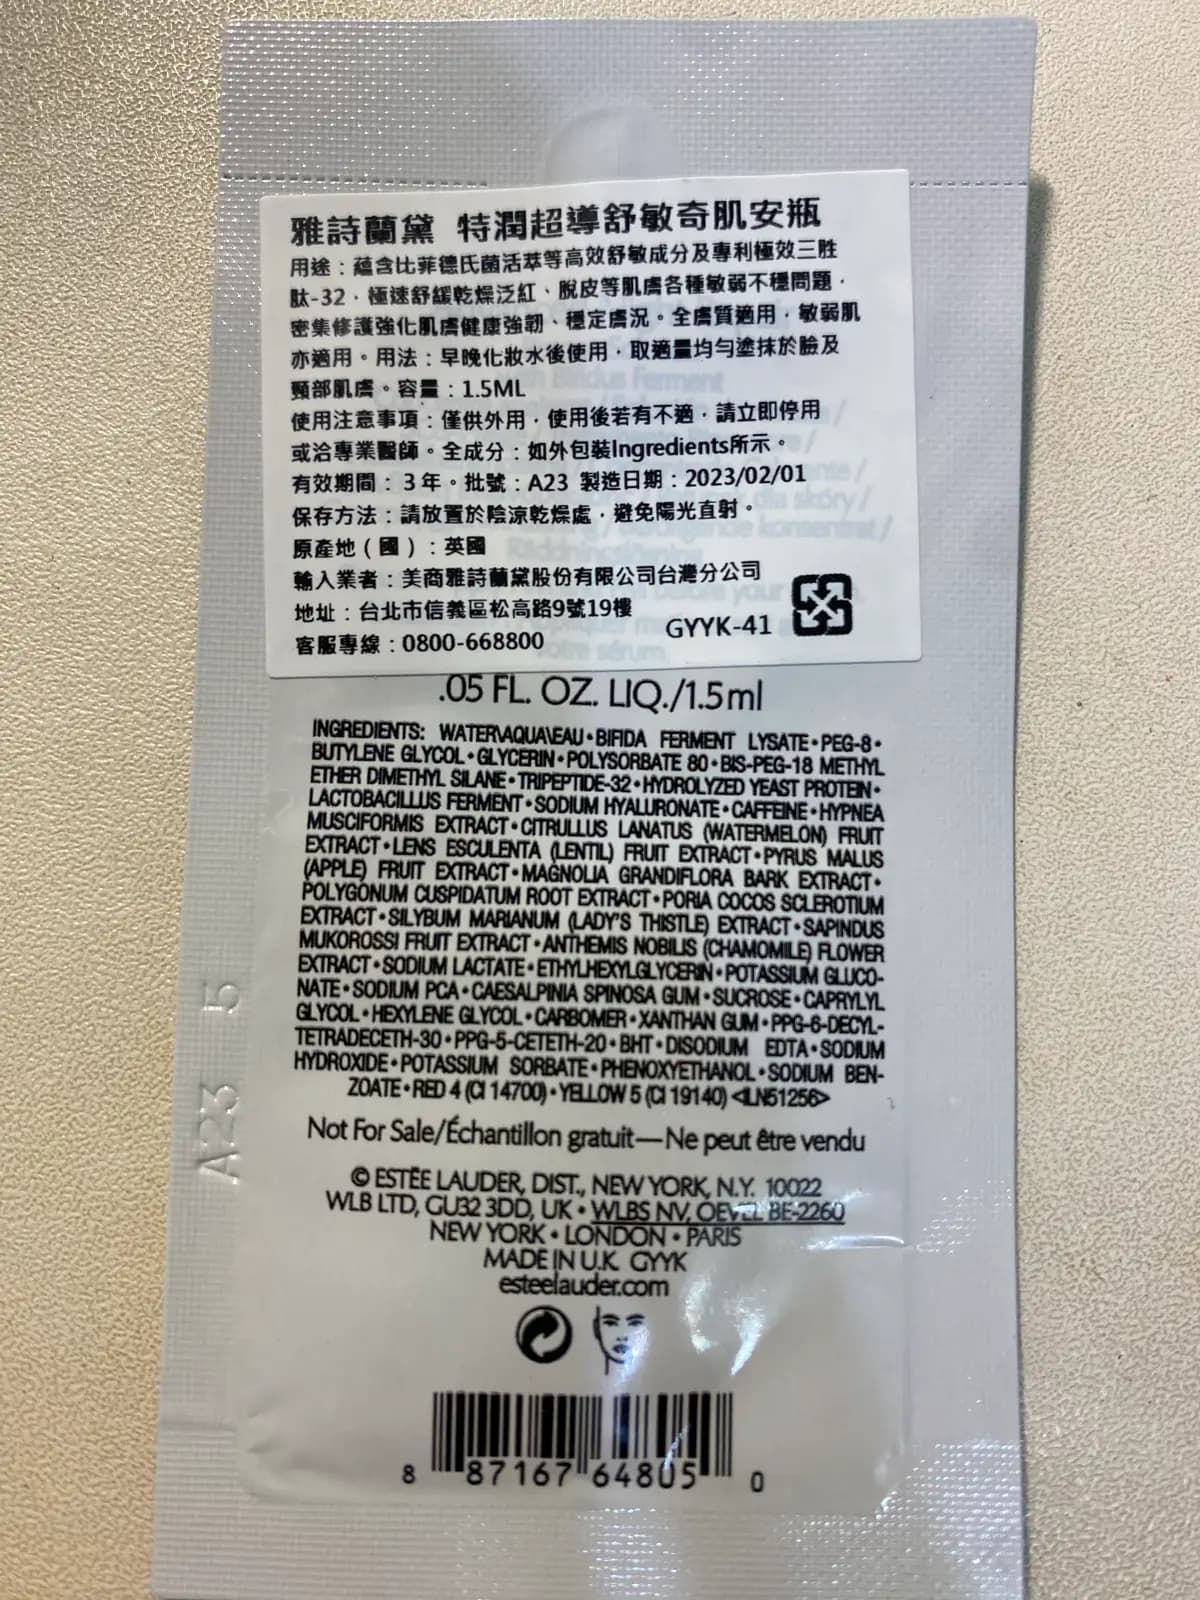 雅詩蘭黛 特潤超導舒敏奇肌安瓶
用途：蘊含比菲德氏菌活萃等高效舒敏成分及專利極效三胜
肽-32，極速舒緩乾燥泛紅、脫皮等肌膚各種敏弱不穩問題，
密集修護強化肌膚健康強韌、穩定膚況。全膚質適用，敏弱肌
亦適用。用法：早晚化妝水後使用，取適量均勻塗抹於臉及
頸部肌膚。容量：1.5ML
使用注意事項：僅供外用，使用後若有不適，請立即停用
或洽專業醫師。全成分：如外包裝Ingredients所示。
有效期間：3年。批號：A23 製造日期：2023/02/01
保存方法：請放置於陰涼乾燥處，避免陽光直射。
原產地（國）：英國
輸入業者：美商雅詩蘭黛股份有限公司台灣分公司
地址：台北市信義區松高路9號19樓
客服專線：0800-668800
GYYK-41
.05 FL. OZ. LIQ./1.5ml
INGREDIENTS: WATER\AQUA\EAU•BIFIDA FERMENT LYSATE•PEG-8•
BUTYLENE GLYCOL•GLYCERIN•POLYSORBATE 80•BIS-PEG-18 METHYL
ETHER DIMETHYL SILANE•TRIPEPTIDE-32•HYDROLYZED YEAST PROTEIN•
LACTOBACILLUS FERMENT•SODIUM HYALURONATE•CAFFEINE•HYPNEA
MUSCIFORMIS EXTRACT•CITRULLUS LANATUS (WATERMELON) FRUIT
EXTRACT•LENS ESCULENTA (LENTIL) FRUIT EXTRACT•PYRUS MALUS
(APPLE) FRUIT EXTRACT•MAGNOLIA GRANDIFLORA BARK EXTRACT•
POLYGONUM CUSPIDATUM ROOT EXTRACT•PORIA COCOS SCLEROTIUM
EXTRACT•SILYBUM MARIANUM (LADY'S THISTLE) EXTRACT•SAPINDUS
MUKOROSSI FRUIT EXTRACT•ANTHEMIS NOBILIS (CHAMOMILE) FLOWER
EXTRACT•SODIUM LACTATE•ETHYLHEXYLGLYCERIN•POTASSIUM GLUCO-
NATE•SODIUM PCA•CAESALPINIA SPINOSA GUM•SUCROSE•CAPRYLYL
GLYCOL•HEXYLENE GLYCOL•CARBOMER•XANTHAN GUM•PPG-6-DECYL-
TETRADECETH-30•PPG-5-CETETH-20•BHT•DISODIUM EDTA•SODIUM
HYDROXIDE•POTASSIUM SORBATE•PHENOXYETHANOL•SODIUM BEN-
ZOATE•RED 4 (CI 14700)•YELLOW 5 (CI 19140) <ILN51256>
Not For Sale/Échantillon gratuit—Ne peut être vendu
© ESTĒE LAUDER, DIST., NEW YORK, N.Y. 10022
WLB LTD, GU32 3DD, UK • WLBS NV, OEVEL BE-2260
NEW YORK • LONDON • PARIS
MADE IN U.K. GYYK
esteelauder.com
8 87167 64805 0
A23 5